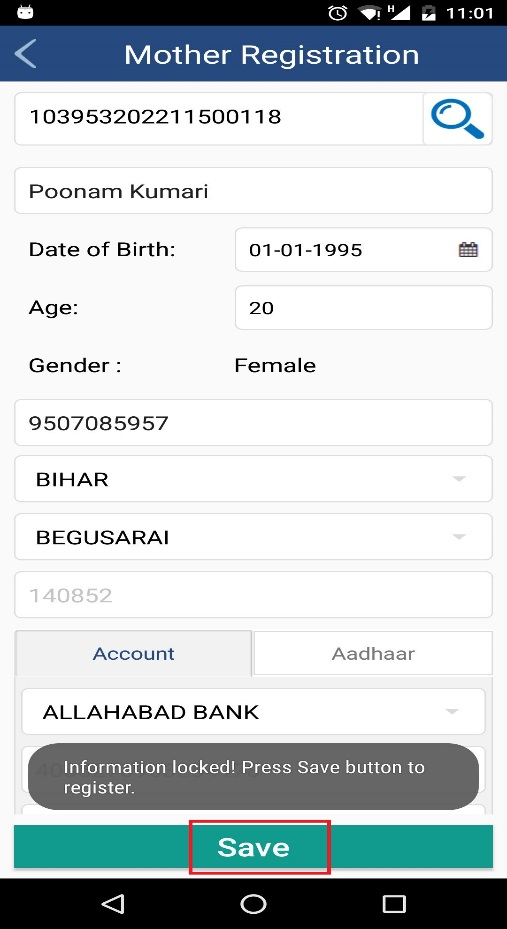 H 11:01
Mother Registration
103953202211500118
Poonam Kumari
Date of Birth: 01-01-1995
Age: 20
Gender : Female
9507085957
BIHAR
BEGUSARAI
140852
Account Aadhaar
ALLAHABAD BANK
Information locked! Press Save button to
register.
Save